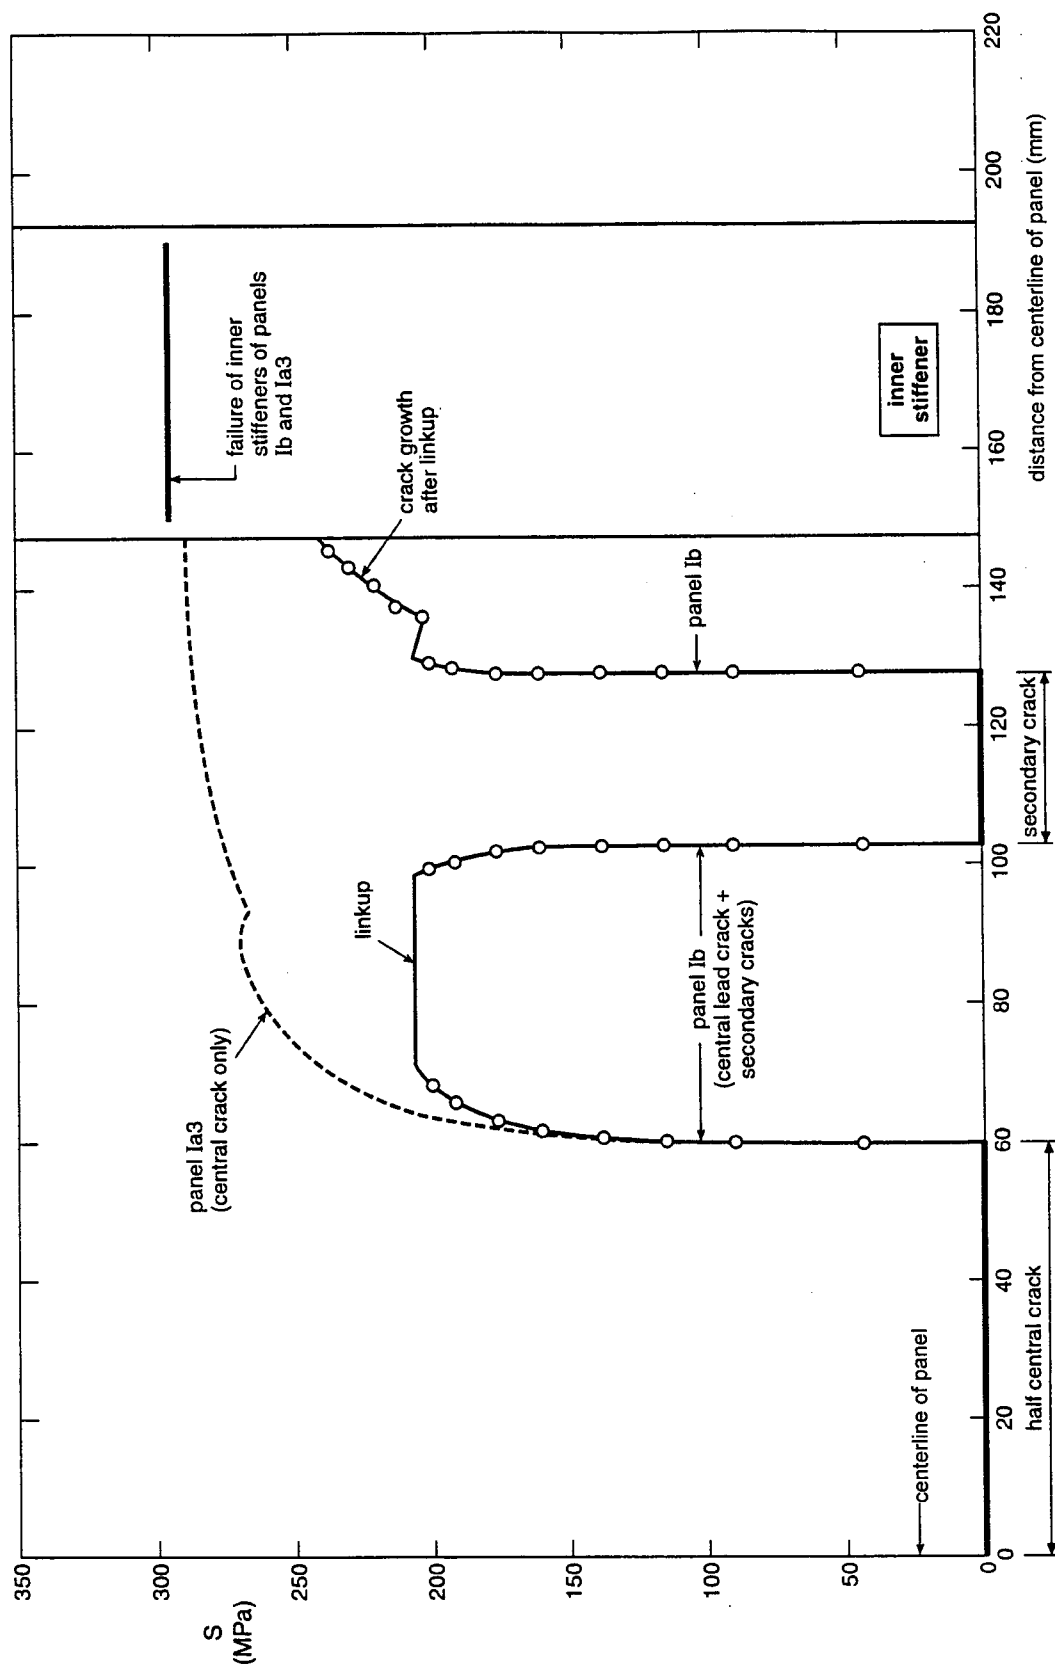 350
300
250
200
150
100
50
0
S
(MPa)
panel Ia3
(central crack only)
linkup
failure of inner
stiffeners of panels
Ib and Ia3
crack growth
after linkup
panel Ib
(central lead crack +
secondary cracks)
panel Ib
inner
stiffener
centerline of panel
0
20
40
60
80
100
120
140
160
180
200
220
half central crack
secondary crack
distance from centerline of panel (mm)